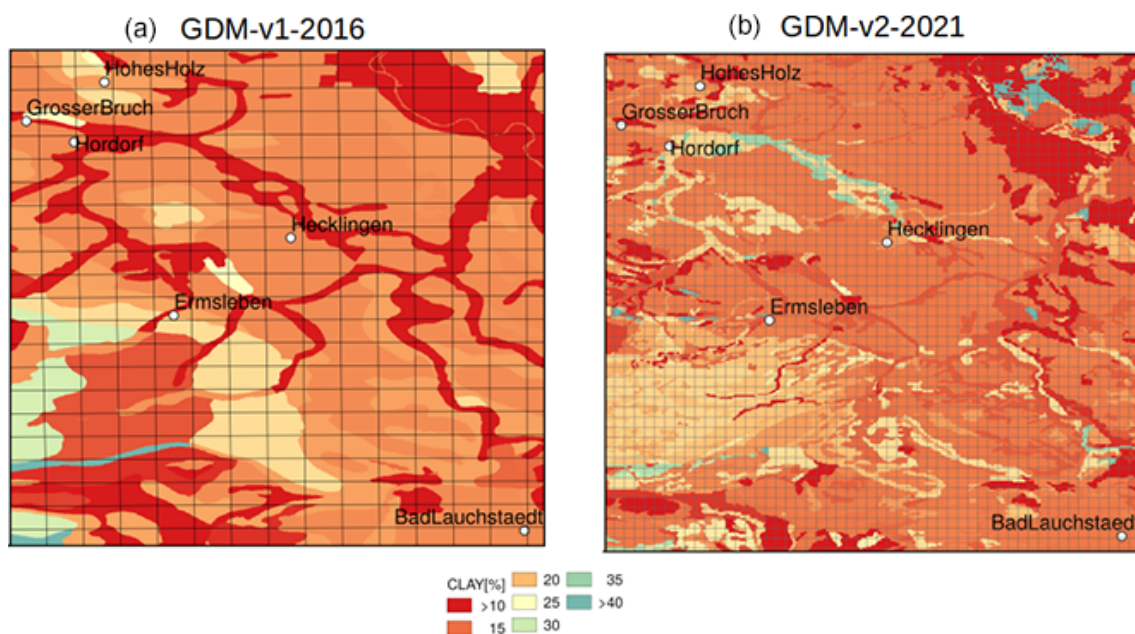 (a) GDM-v1-2016
(b) GDM-v2-2021
HohesHolz
GrosserBruch
Hordorf
Hecklingen
Ermsleben
BadLauchstaedt
HohesHolz
GrosserBruch
Hordorf
Hecklingen
Ermsleben
BadLauchstaed
CLAY[%] 20 35
>10 25 >40
15 30